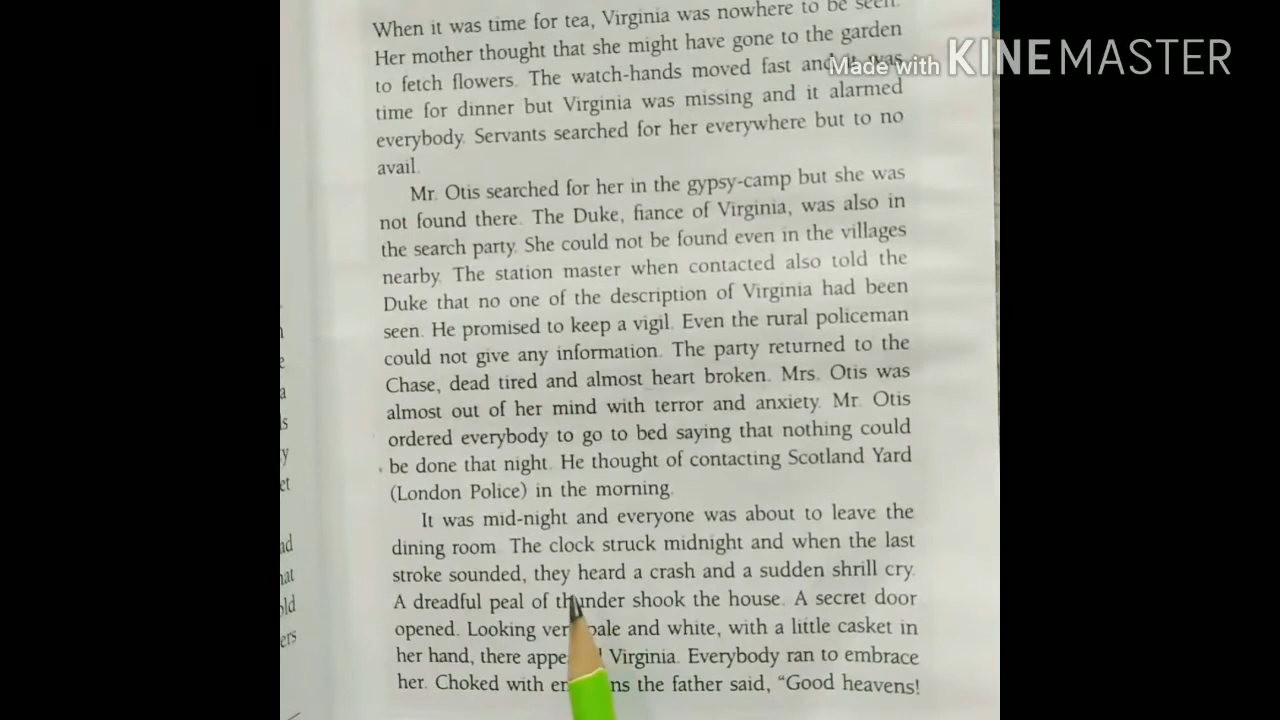 When it was time for tea, Virginia was nowhere to be seen.
Her mother thought that she might have gone to the garden
to fetch flowers. The watch-hands moved fast and it was
Made with KINEMASTER
time for dinner but Virginia was missing and it alarmed
everybody. Servants searched for her everywhere but to no
avail.
Mr. Otis searched for her in the gypsy-camp but she was
not found there. The Duke, fiance of Virginia, was also in
the search party. She could not be found even in the villages
nearby. The station master when contacted also told the
Duke that no one of the description of Virginia had been
seen. He promised to keep a vigil. Even the rural policeman
could not give any information. The party returned to the
Chase, dead tired and almost heart broken. Mrs. Otis was
almost out of her mind with terror and anxiety. Mr. Otis
ordered everybody to go to bed saying that nothing could
be done that night. He thought of contacting Scotland Yard
(London Police) in the morning.
It was mid-night and everyone was about to leave the
dining room. The clock struck midnight and when the last
stroke sounded, they heard a crash and a sudden shrill cry.
A dreadful peal of thunder shook the house. A secret door
opened. Looking very pale and white, with a little casket in
her hand, there Virginia. Everybody ran to embrace
her. Choked with the father said, "Good heavens!